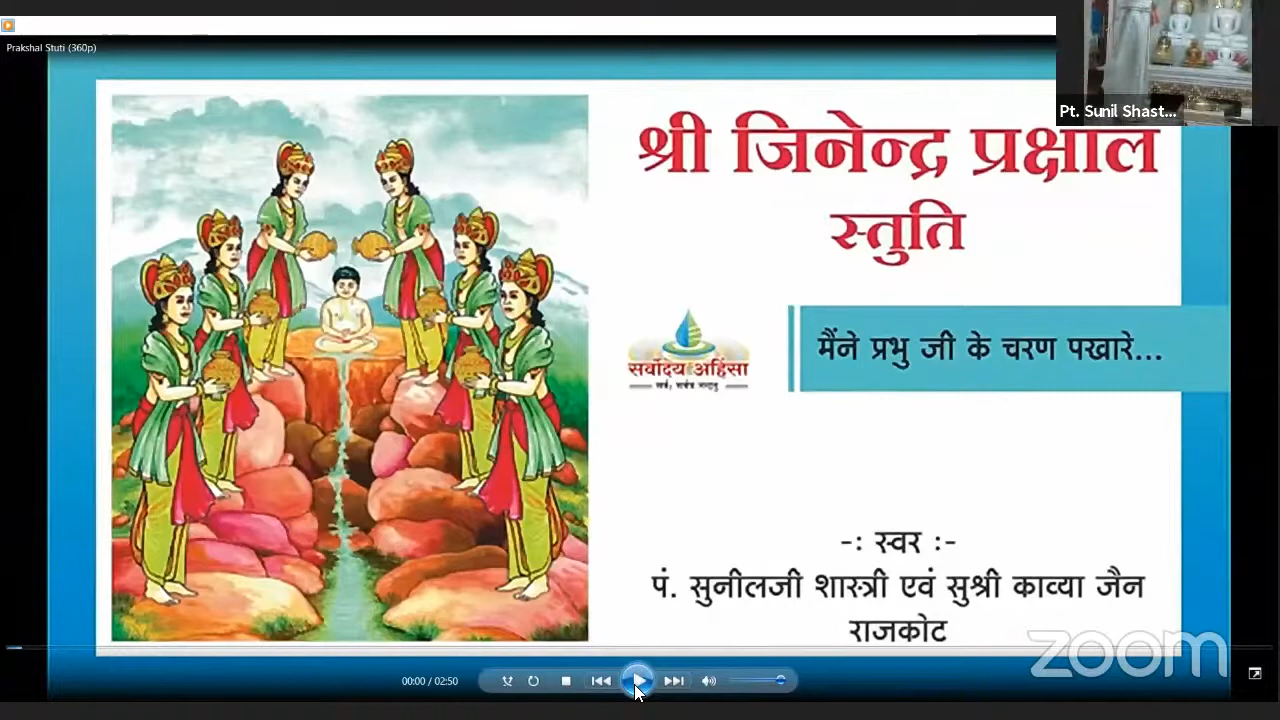 Prakshal Stuti (360p)
Pt. Sunil Shast...
श्री जिनेन्द्र प्रक्षाल
स्तुति
सर्वोदय अहिंसा
मैंने प्रभु जी के चरण पखारे...
-: स्वर :-
पं. सुनीलजी शास्त्री एवं सुश्री काव्या जैन
राजकोट
zoom
00:00 / 02:50